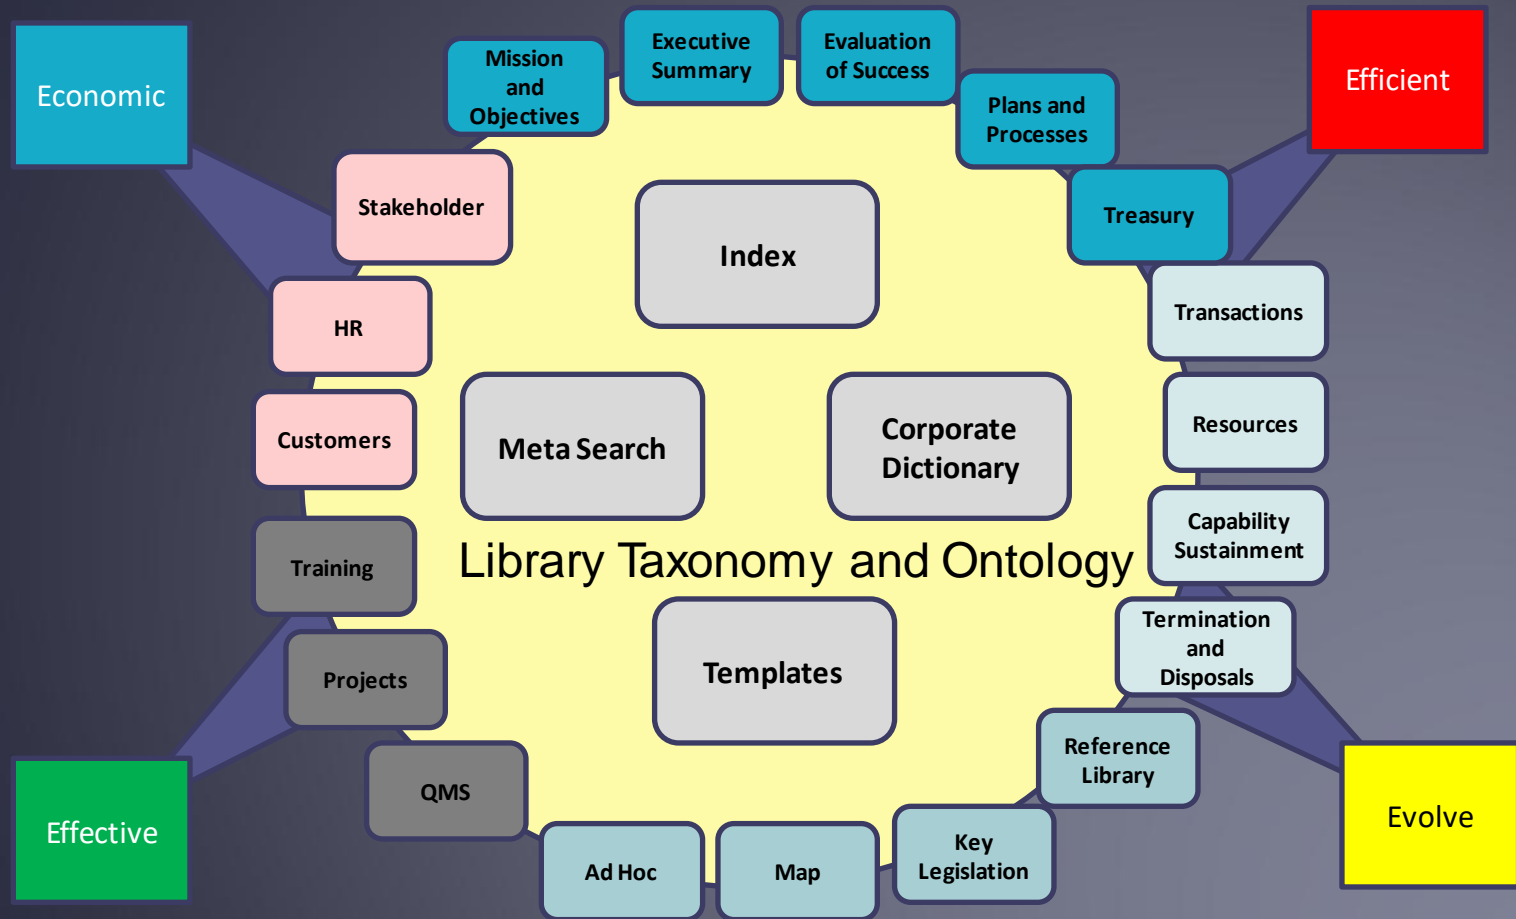 Economic
Mission
and
Objectives
Executive
Summary
Evaluation
of Success
Plans and
Processes
Efficient
Stakeholder
Treasury
Index
HR
Transactions
Customers
Meta Search
Corporate
Dictionary
Resources
Training
Library Taxonomy and Ontology
Capability
Sustainment
Projects
Templates
Termination
and
Disposals
QMS
Reference
Library
Effective
Ad Hoc
Map
Key
Legislation
Evolve